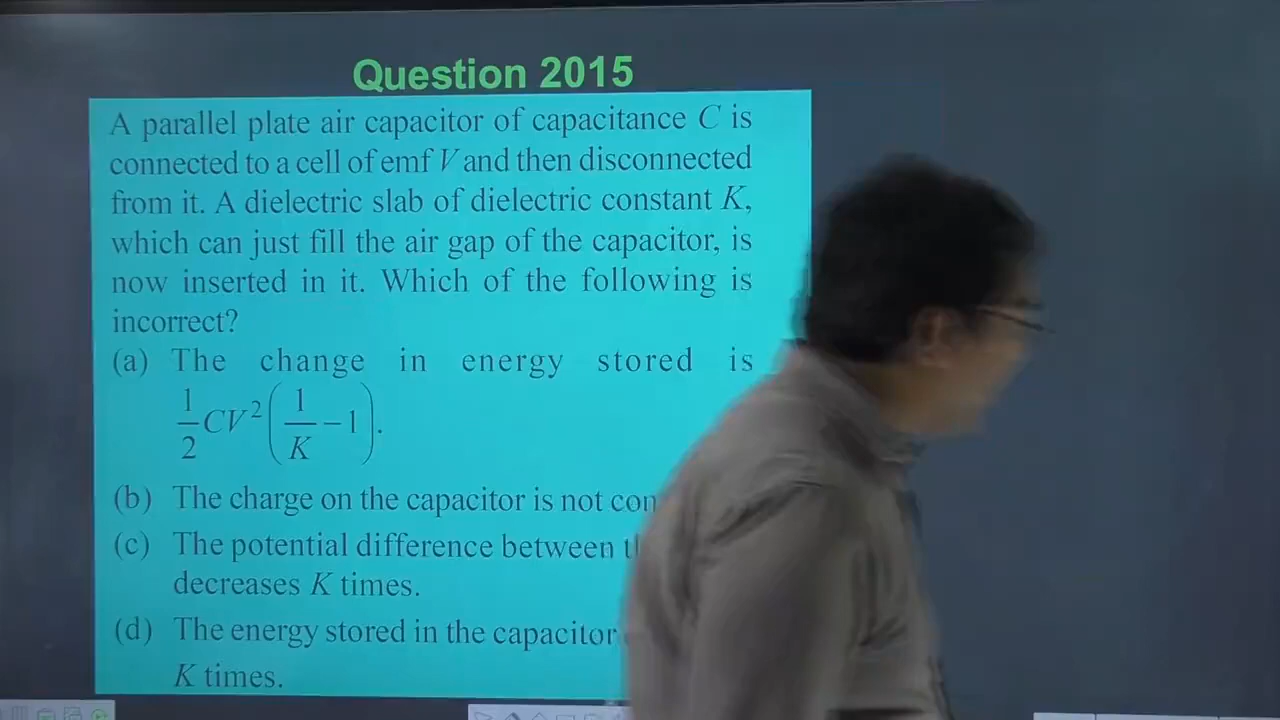 Question 2015
A parallel plate air capacitor of capacitance C is
connected to a cell of emf V and then disconnected
from it. A dielectric slab of dielectric constant K,
which can just fill the air gap of the capacitor, is
now inserted in it. Which of the following is
incorrect?
(a) The change in energy stored is
1/2 CV² (1/K − 1).
(b) The charge on the capacitor is not
(c) The potential difference between
decreases K times.
(d) The energy stored in the capacitor
K times.